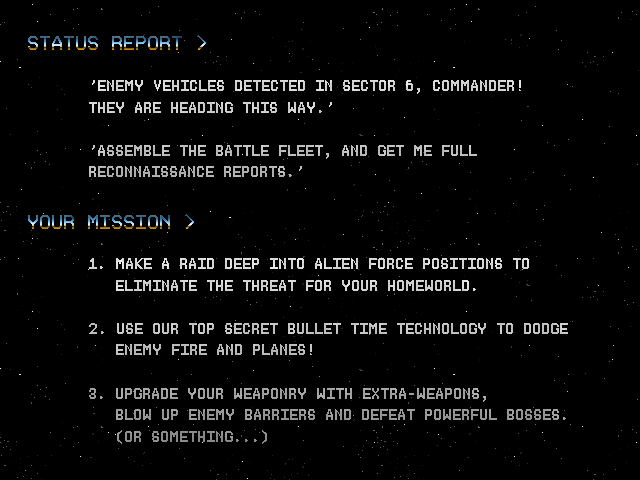 STATUS REPORT >
'ENEMY VEHICLES DETECTED IN SECTOR 6, COMMANDER!
THEY ARE HEADING THIS WAY.'
'ASSEMBLE THE BATTLE FLEET, AND GET ME FULL
RECONNAISSANCE REPORTS.'
YOUR MISSION >
1. MAKE A RAID DEEP INTO ALIEN FORCE POSITIONS TO
ELIMINATE THE THREAT FOR YOUR HOMEWORLD.
2. USE OUR TOP SECRET BULLET TIME TECHNOLOGY TO DODGE
ENEMY FIRE AND PLANES!
3. UPGRADE YOUR WEAPONRY WITH EXTRA-WEAPONS,
BLOW UP ENEMY BARRIERS AND DEFEAT POWERFUL BOSSES.
(OR SOMETHING...)